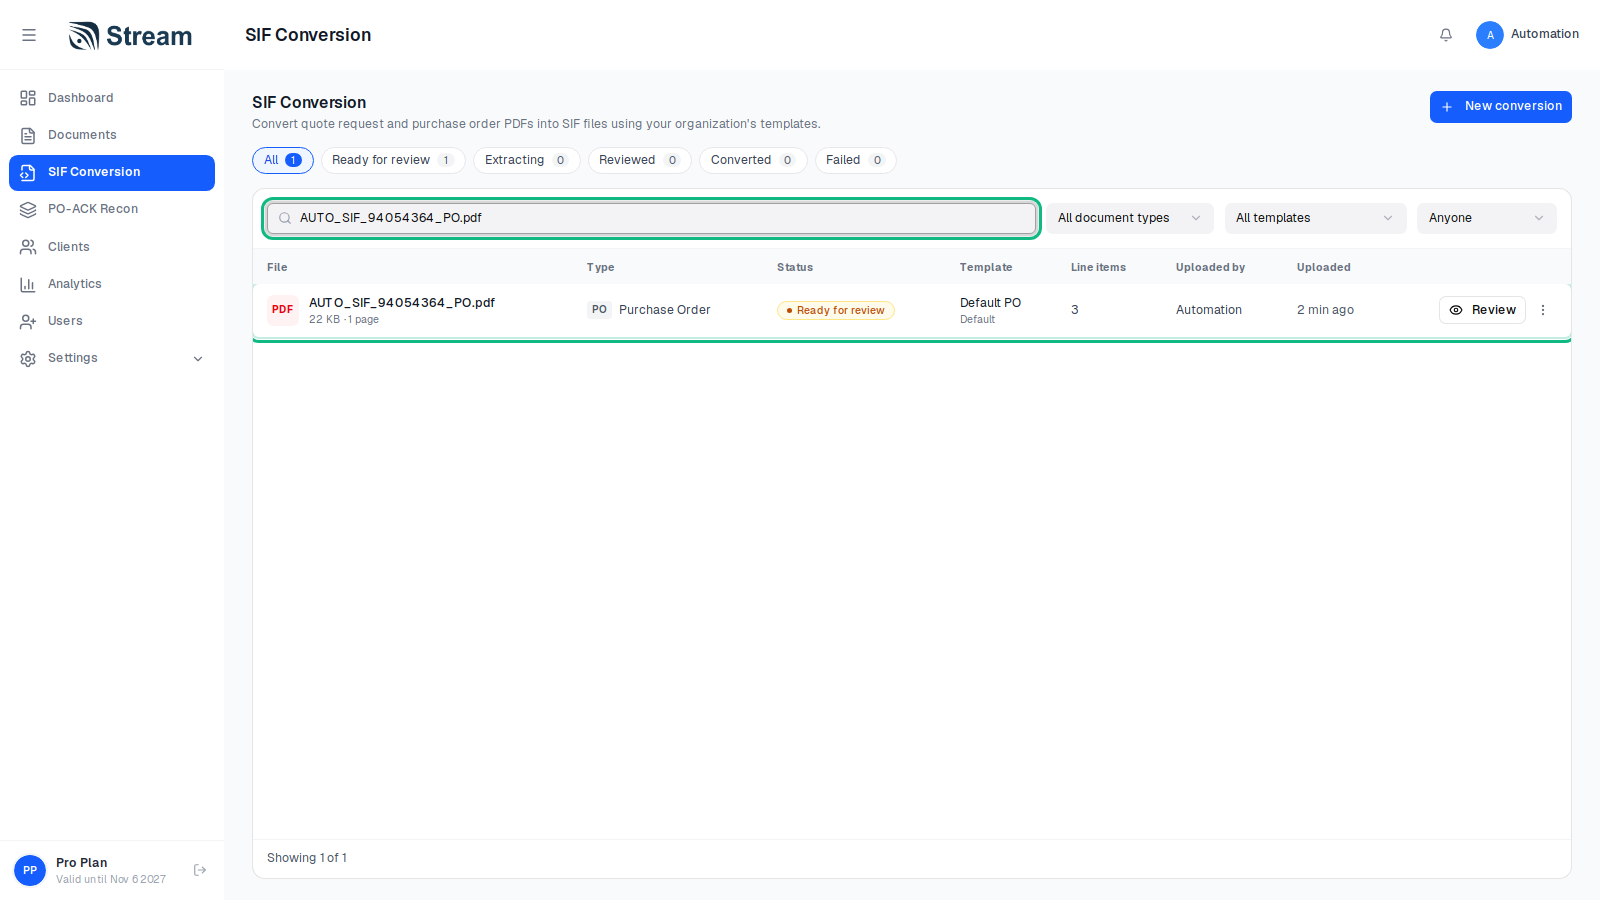 Stream
SIF Conversion
A
Automation
Dashboard
Documents
SIF Conversion
PO-ACK Recon
Clients
Analytics
Users
Settings
SIF Conversion
Convert quote request and purchase order PDFs into SIF files using your organization's templates.
+ New conversion
All 1
Ready for review 1
Extracting 0
Reviewed 0
Converted 0
Failed 0
AUTO_SIF_94054364_PO.pdf
All document types
All templates
Anyone
File Type Status Template Line items Uploaded by Uploaded
PDF AUTO_SIF_94054364_PO.pdf PO Purchase Order Ready for review Default PO 3 Automation 2 min ago Review
22 KB · 1 page Default
Showing 1 of 1
PP Pro Plan
Valid until Nov 6 2027